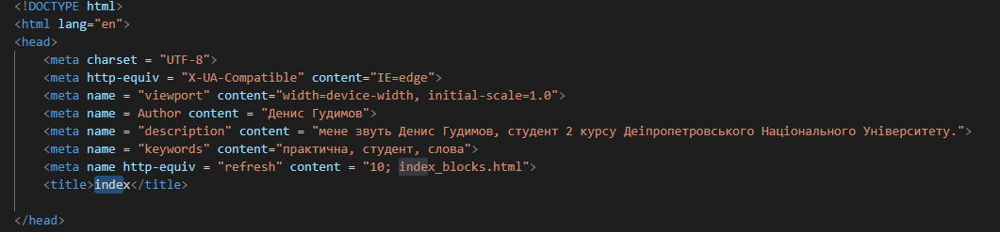 <!DOCTYPE html>
<html lang="en">
<head>
<meta charset = "UTF-8">
<meta http-equiv = "X-UA-Compatible" content="IE=edge">
<meta name = "viewport" content="width=device-width, initial-scale=1.0">
<meta name = Author content = "Денис Гудимов">
<meta name = "description" content = "мене звуть Денис Гудимов, студент 2 курсу Деіпропетровського Національного Університету.">
<meta name = "keywords" content="практична, студент, слова">
<meta name http-equiv = "refresh" content = "10; index_blocks.html">
<title>index</title>
</head>